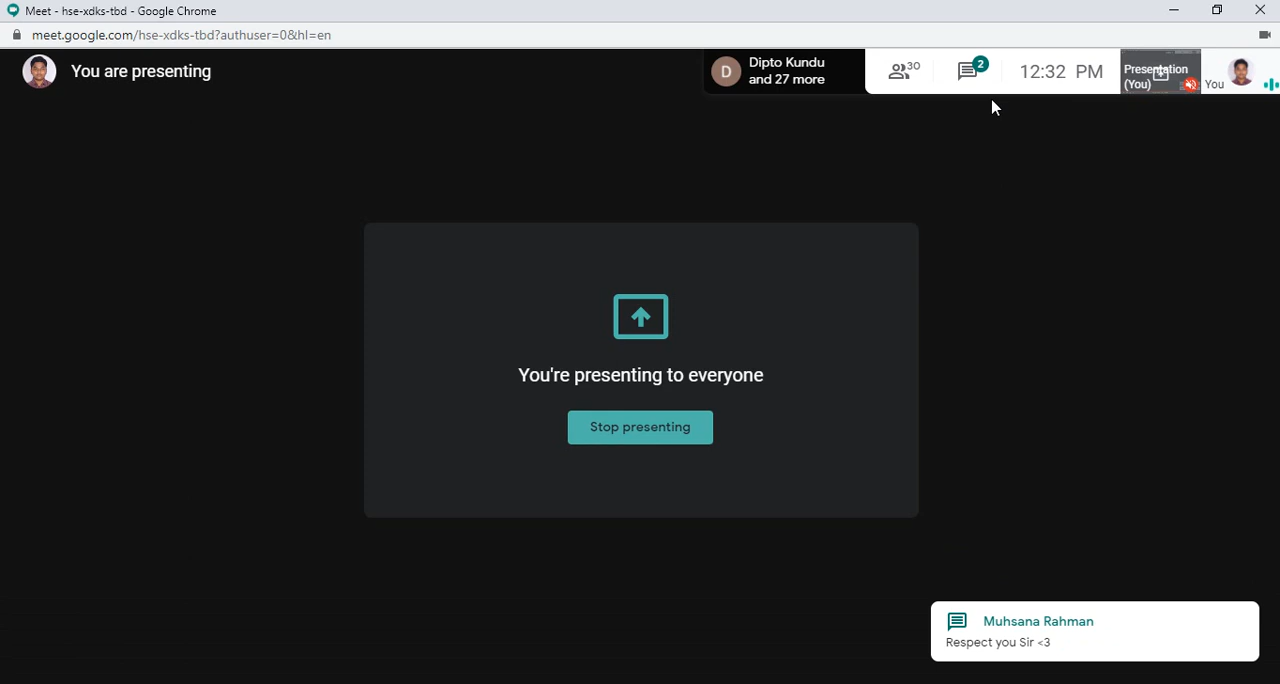 Meet - hse-xdks-tbd - Google Chrome
meet.google.com/hse-xdks-tbd?authuser=0&hl=en
You are presenting
D
Dipto Kundu
and 27 more
30
2
12:32 PM
Presentation
(You)
You
You're presenting to everyone
Stop presenting
Muhsana Rahman
Respect you Sir <3